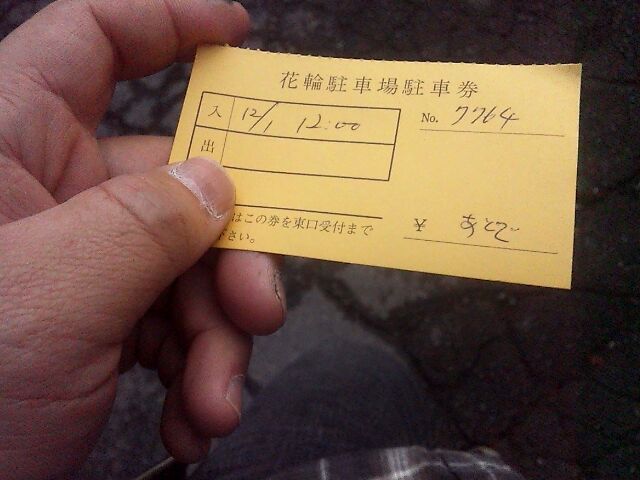 花輪駐車場駐車券
入 12/1 12:00
No. 7764
出
はこの券を東口受付まで
さい。
¥ あとで